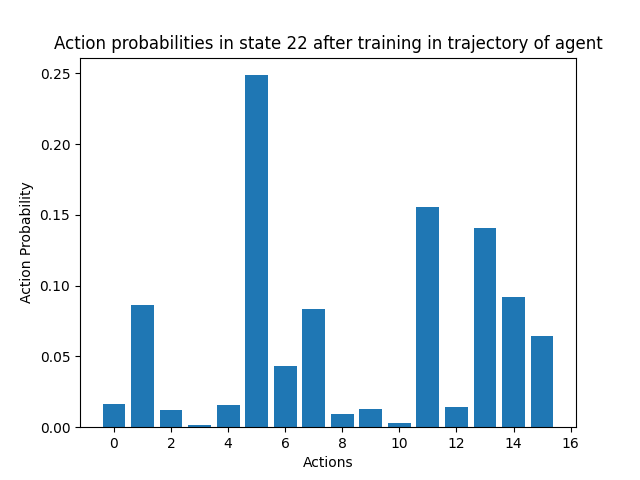 Action probabilities in state 22 after training in trajectory of agent
0.25
0.20
0.15
0.10
0.05
0.00
Action Probability
0 2 4 6 8 10 12 14 16
Actions